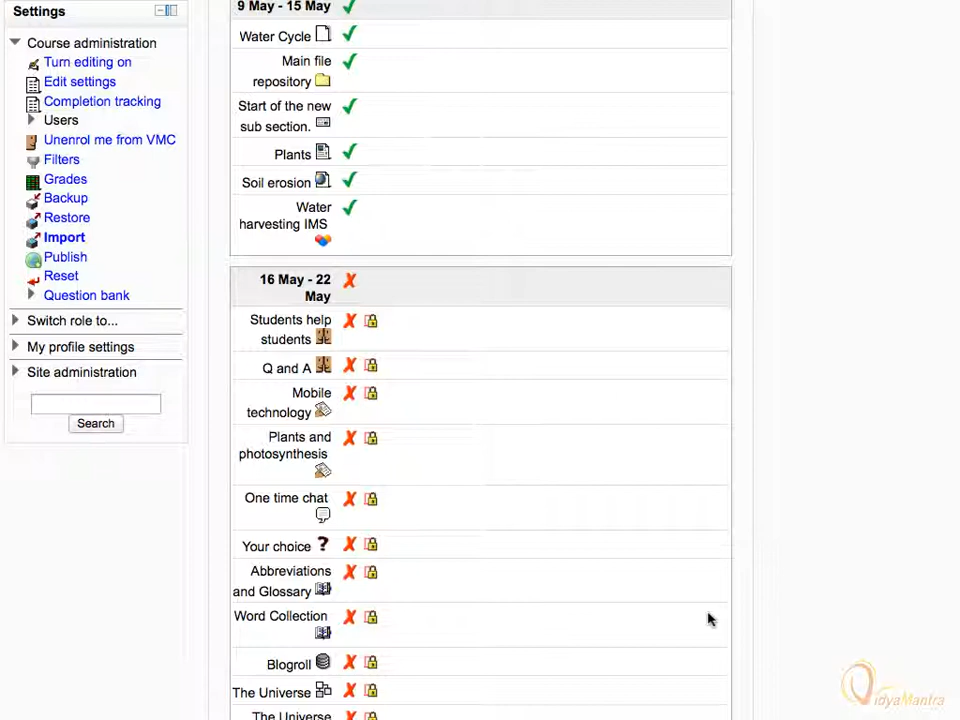 Settings
Course administration
Turn editing on
Edit settings
Completion tracking
Users
Unenrol me from VMC
Filters
Grades
Backup
Restore
Import
Publish
Reset
Question bank
Switch role to...
My profile settings
Site administration
Search
9 May - 15 May
Water Cycle
Main file
repository
Start of the new
sub section.
Plants
Soil erosion
Water
harvesting IMS
16 May - 22
May
Students help
students
Q and A
Mobile
technology
Plants and
photosynthesis
One time chat
Your choice
Abbreviations
and Glossary
Word Collection
Blogroll
The Universe
The Universe
VidyaMantra